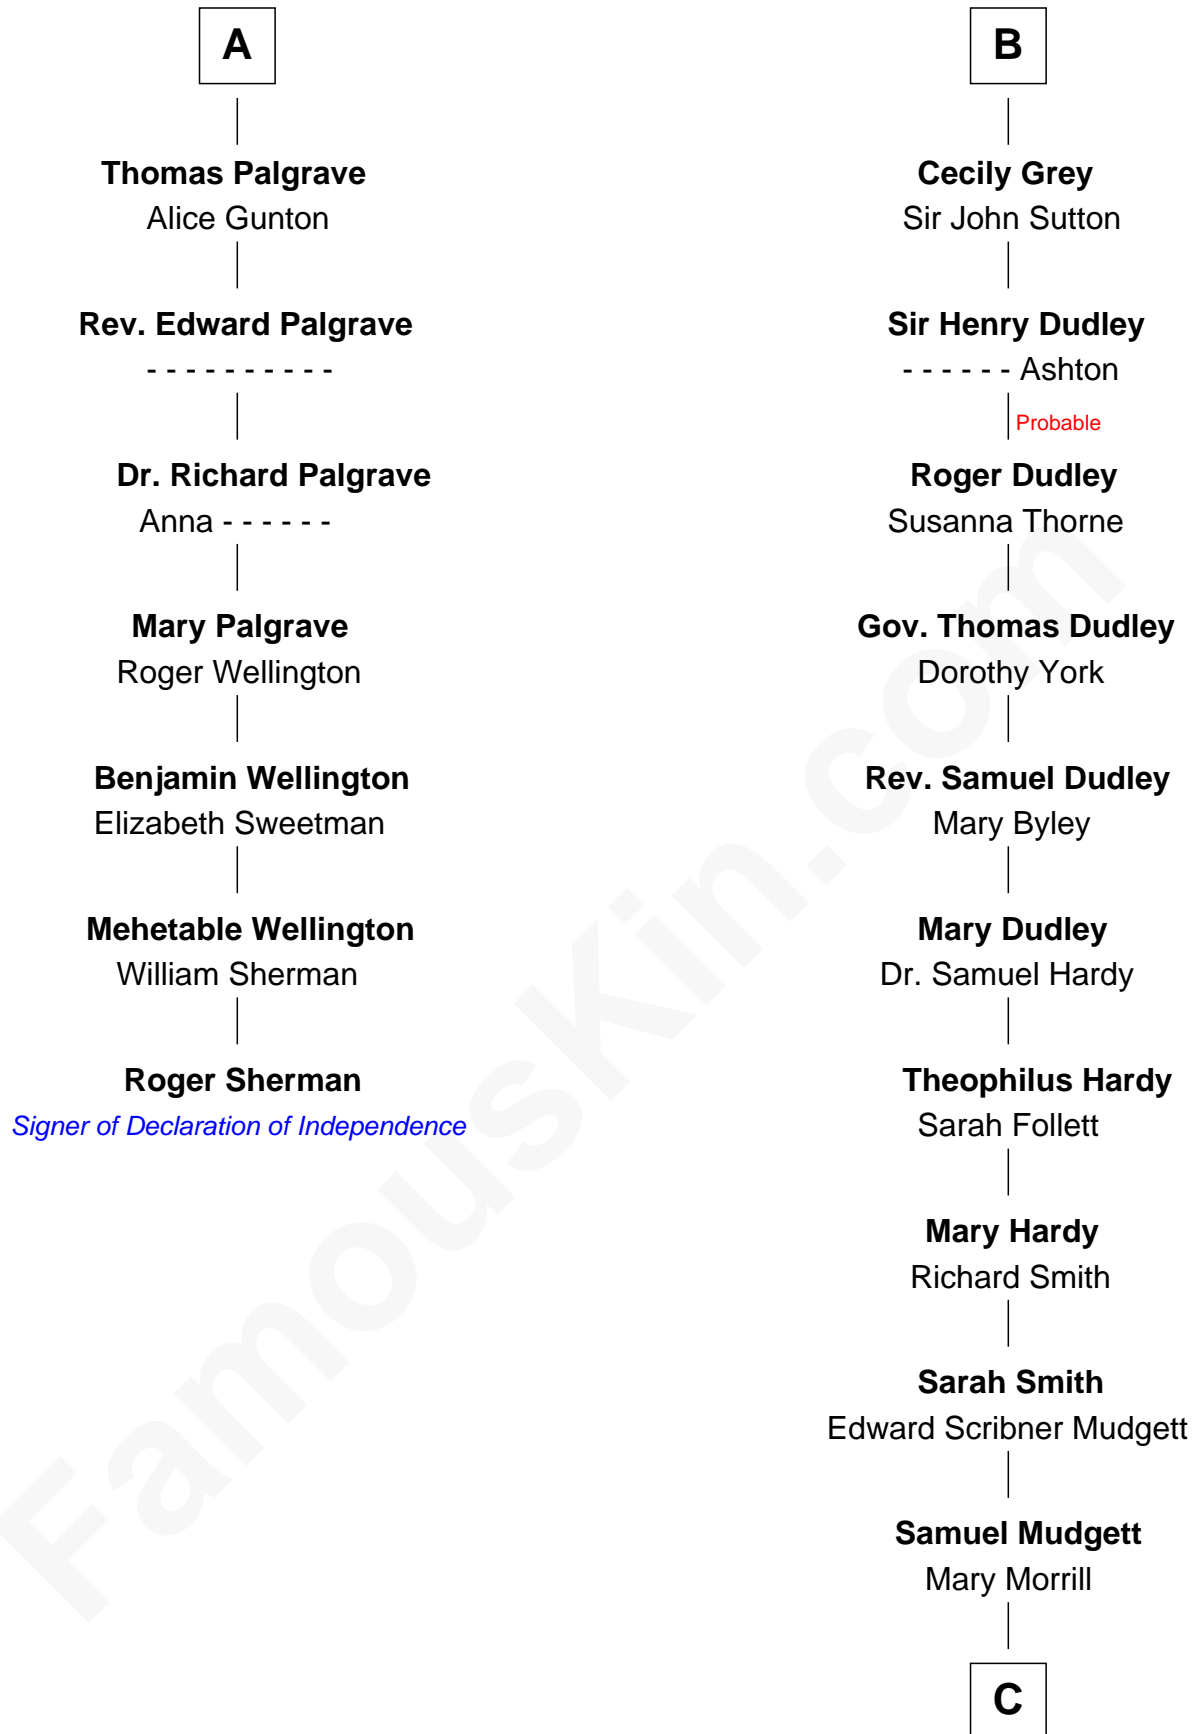 A
Thomas Palgrave
Alice Gunton
Rev. Edward Palgrave
- - - - - - - - - -
Dr. Richard Palgrave
Anna - - - - - -
Mary Palgrave
Roger Wellington
Benjamin Wellington
Elizabeth Sweetman
Mehetable Wellington
William Sherman
Roger Sherman
Signer of Declaration of Independence
B
Cecily Grey
Sir John Sutton
Sir Henry Dudley
- - - - - - Ashton
Probable
Roger Dudley
Susanna Thorne
Gov. Thomas Dudley
Dorothy York
Rev. Samuel Dudley
Mary Byley
Mary Dudley
Dr. Samuel Hardy
Theophilus Hardy
Sarah Follett
Mary Hardy
Richard Smith
Sarah Smith
Edward Scribner Mudgett
Samuel Mudgett
Mary Morrill
C
FamousKin.com